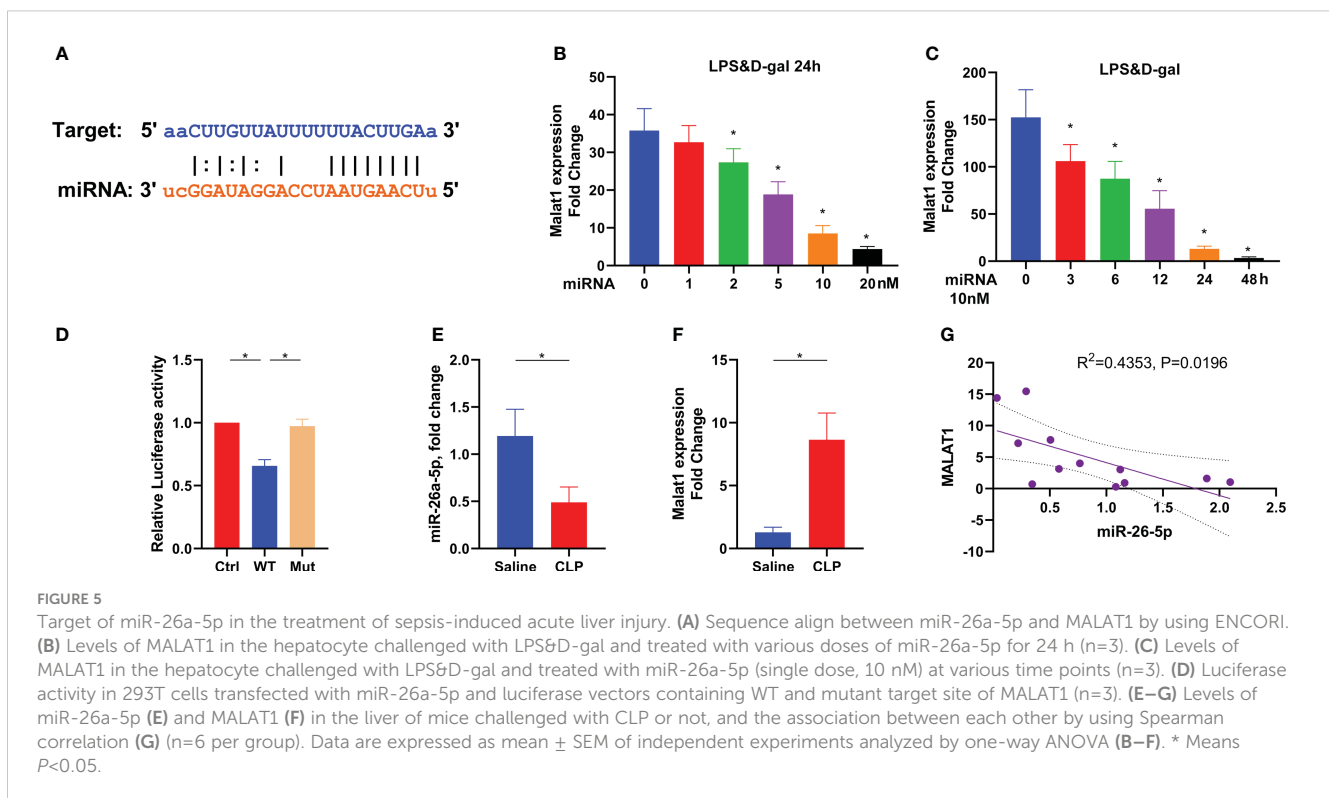 A
Target: 5' aaCUUGUUAUUUUUUACUUGAa 3'
|:|:|: | |||||||
miRNA: 3' ucGGAUAGGACCUAAUGAACUu 5'
B
LPS&D-gal 24h
Malat1 expression
Fold Change
50
40
30
20
10
0
* * * *
miRNA 0 1 2 5 10 20nM
C
LPS&D-gal
Malat1 expression
Fold Change
200
150
100
50
0
* * * * *
miRNA 0 3 6 12 24 48h
10nM
D
Relative Luciferase activity
1.5
1.0
0.5
0.0
* *
Ctrl WT Mut
E
miR-26a-5p, fold change
2.0
1.5
1.0
0.5
0.0
*
Saline CLP
F
Malat1 expression
Fold Change
15
10
5
0
*
Saline CLP
G
R²=0.4353, P=0.0196
MALAT1
20
15
10
5
0
-5
-10
0.5 1.0 1.5 2.0 2.5
miR-26-5p
FIGURE 5
Target of miR-26a-5p in the treatment of sepsis-induced acute liver injury. (A) Sequence align between miR-26a-5p and MALAT1 by using ENCORI.
(B) Levels of MALAT1 in the hepatocyte challenged with LPS&D-gal and treated with various doses of miR-26a-5p for 24 h (n=3). (C) Levels of
MALAT1 in the hepatocyte challenged with LPS&D-gal and treated with miR-26a-5p (single dose, 10 nM) at various time points (n=3). (D) Luciferase
activity in 293T cells transfected with miR-26a-5p and luciferase vectors containing WT and mutant target site of MALAT1 (n=3). (E–G) Levels of
miR-26a-5p (E) and MALAT1 (F) in the liver of mice challenged with CLP or not, and the association between each other by using Spearman
correlation (G) (n=6 per group). Data are expressed as mean ± SEM of independent experiments analyzed by one-way ANOVA (B–F). * Means
P<0.05.